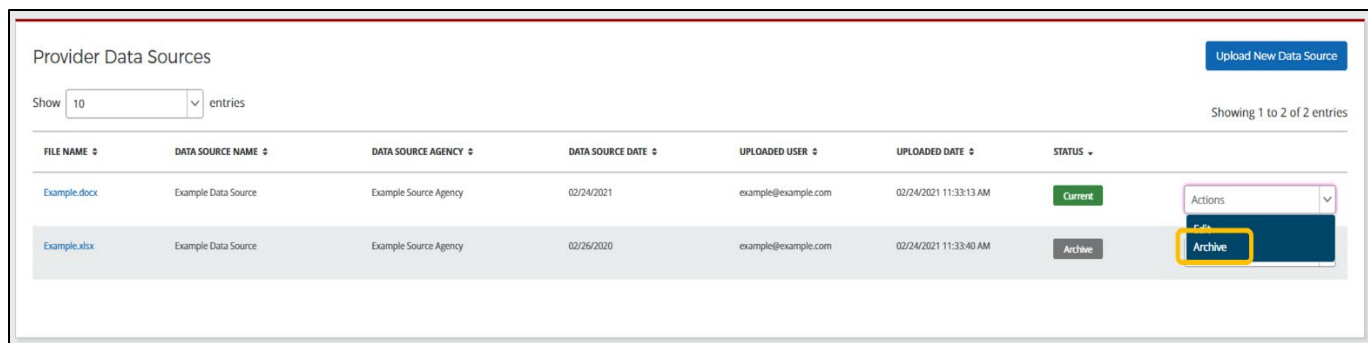 Provider Data Sources
Upload New Data Source
Show 10 entries
Showing 1 to 2 of 2 entries
FILE NAME DATA SOURCE NAME DATA SOURCE AGENCY DATA SOURCE DATE UPLOADED USER UPLOADED DATE STATUS
Example.docx Example Data Source Example Source Agency 02/24/2021 example@example.com 02/24/2021 11:33:13 AM Current Actions
Edit
Example.xlsx Example Data Source Example Source Agency 02/26/2020 example@example.com 02/24/2021 11:33:40 AM Archive Archive